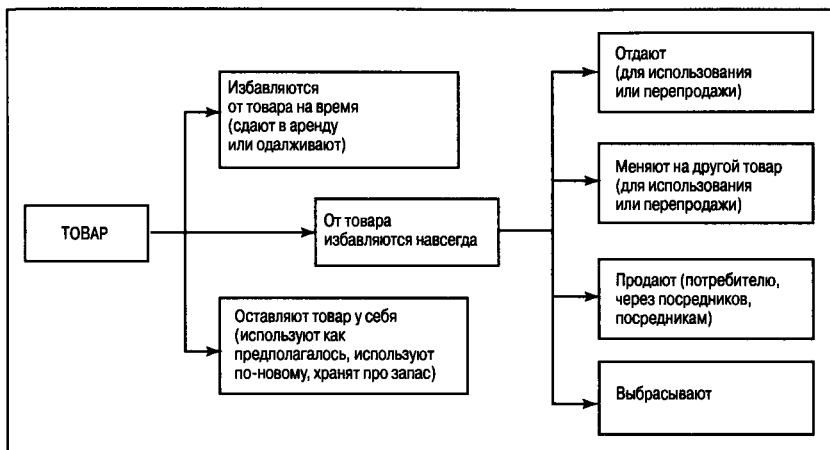 ТОВАР
Избавляются
от товара на время
(сдают в аренду
или одалживают)
От товара
избавляются навсегда
Оставляют товар у себя
(используют как
предполагалось, используют
по-новому, хранят про запас)
Отдают
(для использования
или перепродажи)
Меняют на другой товар
(для использования
или перепродажи)
Продают (потребителю,
через посредников,
посредникам)
Выбрасывают